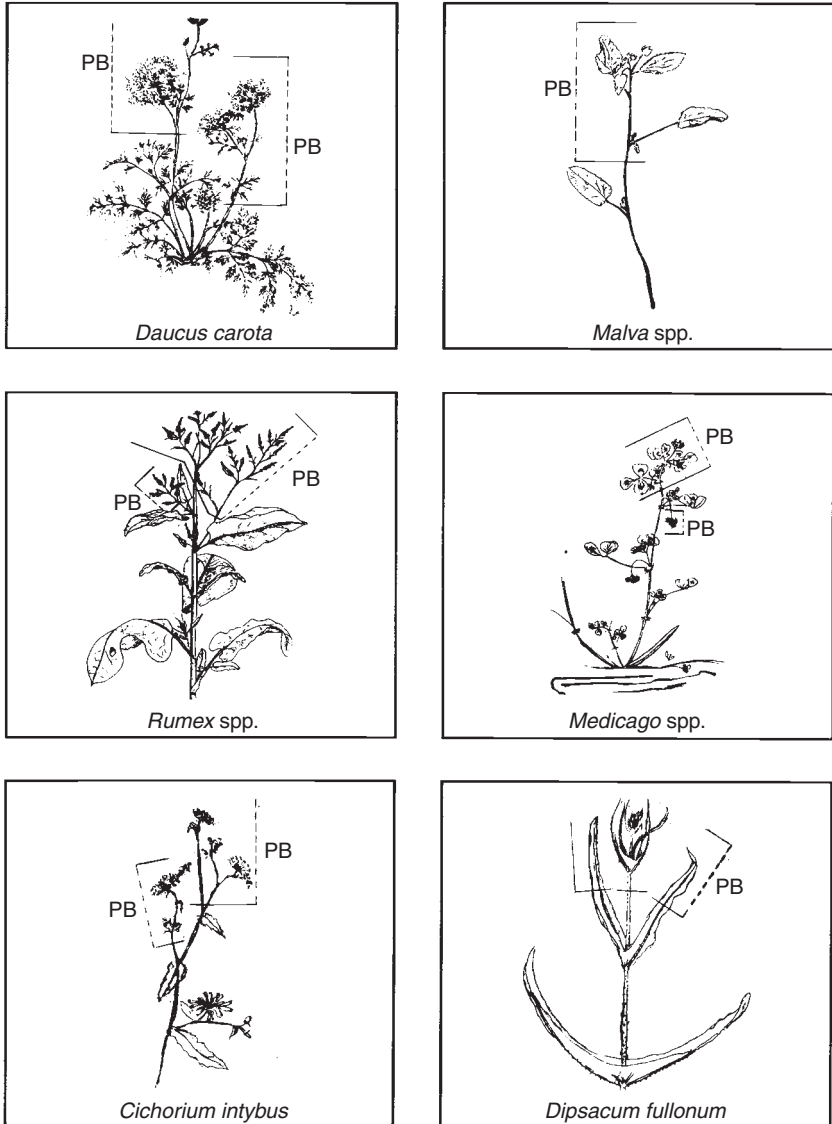 PB
PB
Daucus carota
PB
Malva spp.
PB
PB
Rumex spp.
PB
PB
Medicago spp.
PB
PB
Cichorium intybus
PB
Dipsacum fullonum